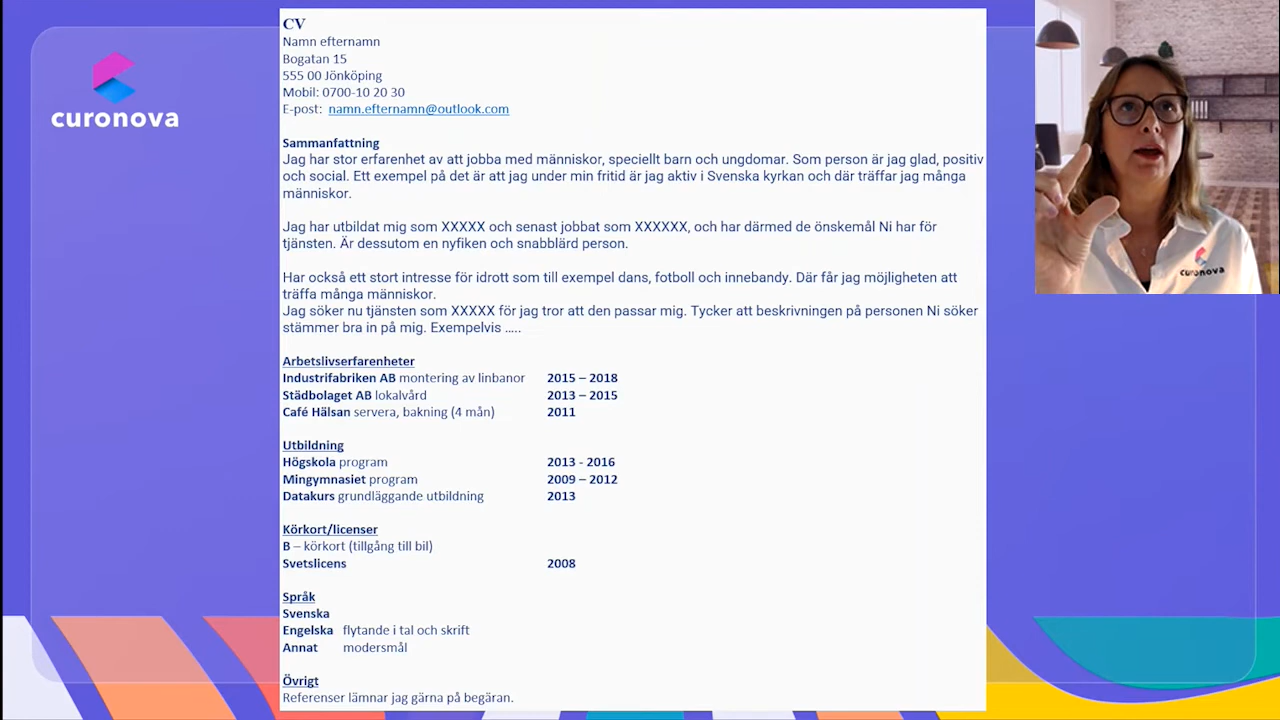 CV
Namn efternamn
Bogatan 15
555 00 Jönköping
Mobil: 0700-10 20 30
E-post: namn.efternamn@outlook.com
Sammanfattning
Jag har stor erfarenhet av att jobba med människor, speciellt barn och ungdomar. Som person är jag glad, positiv
och social. Ett exempel på det är att jag under min fritid är jag aktiv i Svenska kyrkan och där träffar jag många
människor.
Jag har utbildat mig som XXXXX och senast jobbat som XXXXXX, och har därmed de önskemål Ni har för
tjänsten. Är dessutom en nyfiken och snabblärd person.
Har också ett stort intresse för idrott som till exempel dans, fotboll och innebandy. Där får jag möjligheten att
träffa många människor.
Jag söker nu tjänsten som XXXXX för jag tror att den passar mig. Tycker att beskrivningen på personen Ni söker
stämmer bra in på mig. Exempelvis .....
Arbetslivserfarenheter
Industrifabriken AB montering av linbanor 2015 – 2018
Städbolaget AB lokalvård 2013 – 2015
Café Hälsan servera, bakning (4 mån) 2011
Utbildning
Högskola program 2013 - 2016
Mingymnasiet program 2009 – 2012
Datakurs grundläggande utbildning 2013
Körkort/licenser
B – körkort (tillgång till bil)
Svetslicens 2008
Språk
Svenska
Engelska flytande i tal och skrift
Annat modersmål
Övrigt
Referenser lämnar jag gärna på begäran.
curonova
curonova